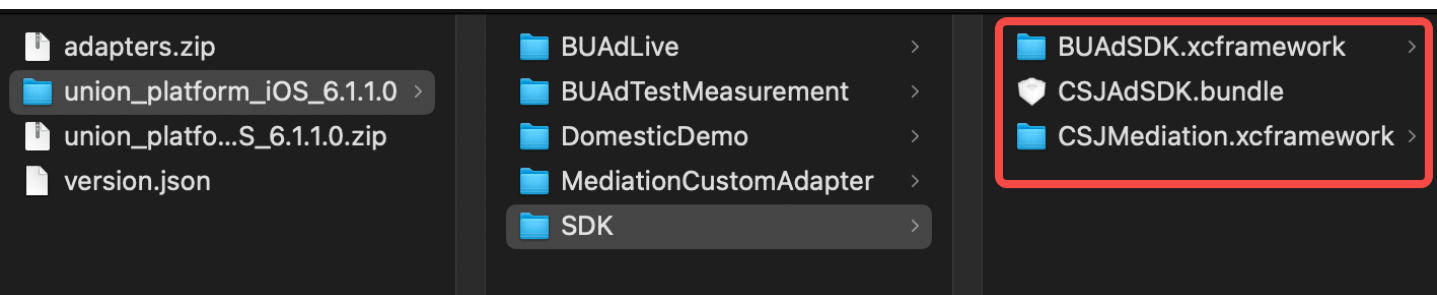 adapters.zip
union_platform_iOS_6.1.1.0
union_platfo...S_6.1.1.0.zip
version.json
BUAdLive
BUAdTestMeasurement
DomesticDemo
MediationCustomAdapter
SDK
BUAdSDK.xcframework
CSJAdSDK.bundle
CSJMediation.xcframework